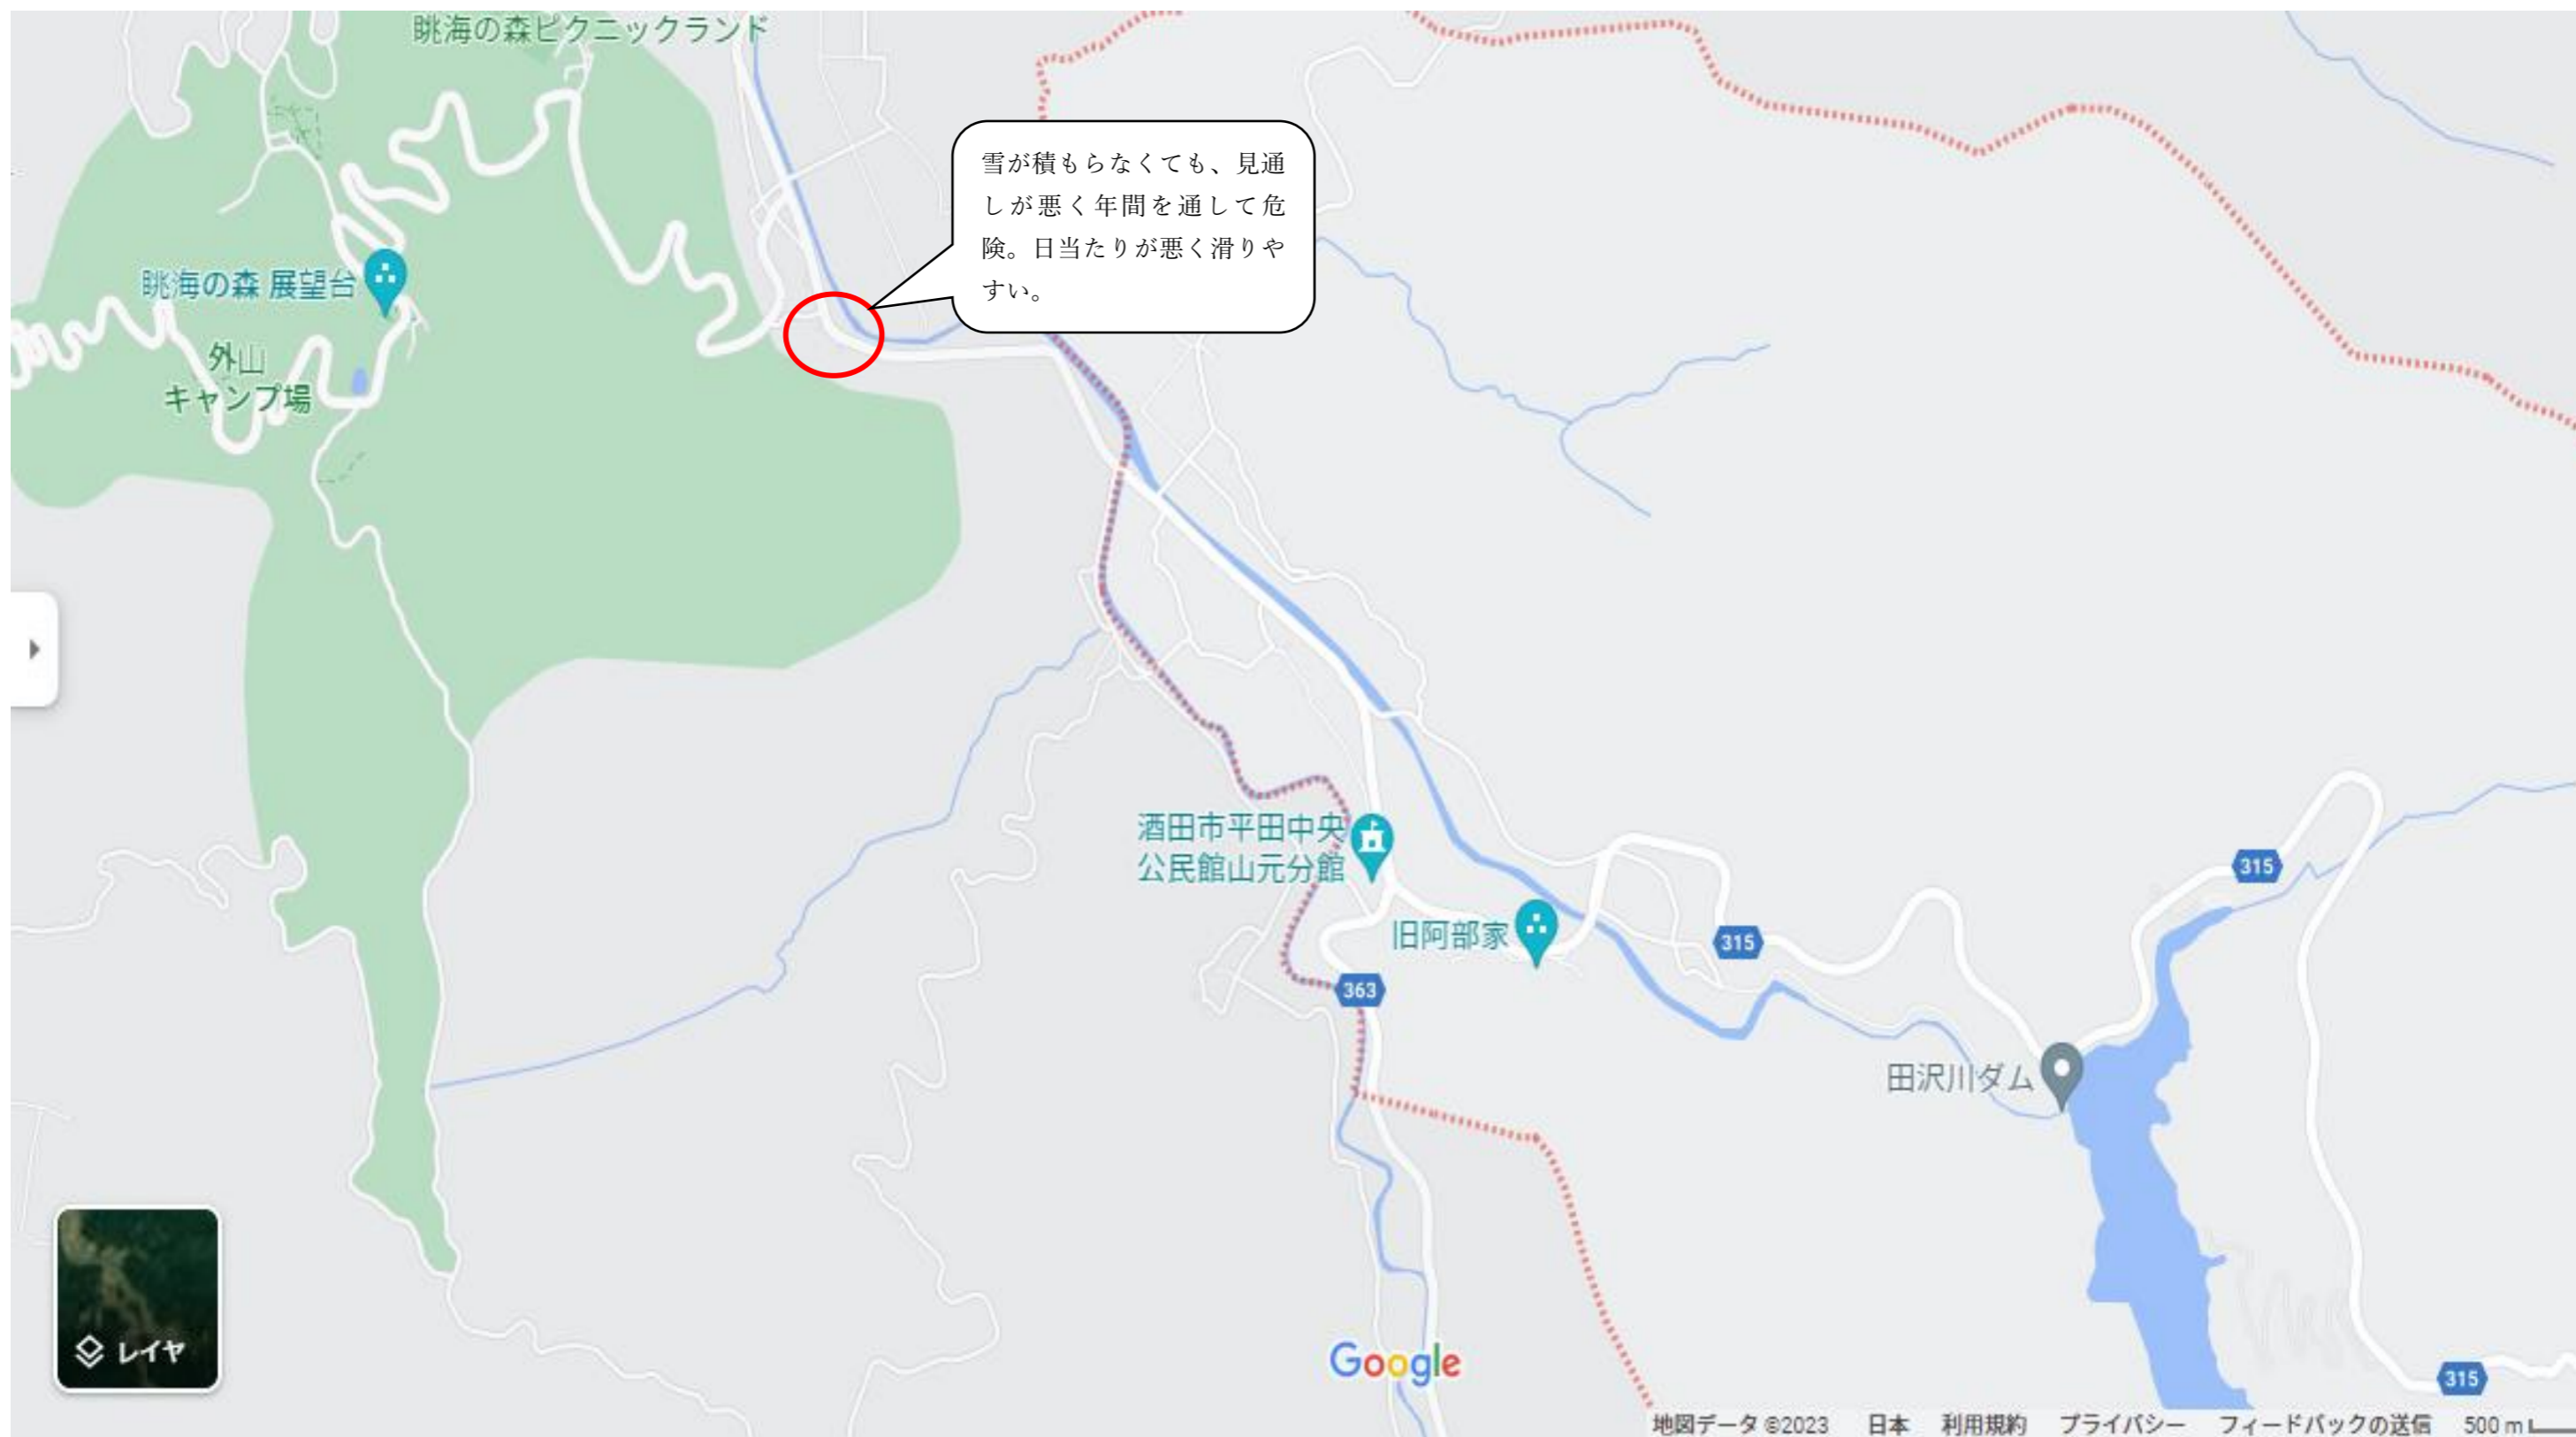 眺海の森ピクニックランド
雪が積もらなくても、見通
しが悪く年間を通して危
険。日当たりが悪く滑りや
すい。
眺海の森 展望台
外山
キャンプ場
酒田市平田中央
公民館山元分館
旧阿部家
315
315
363
田沢川ダム
315
レイヤ
Google
地図データ ©2023 日本 利用規約 プライバシー フィードバックの送信 500 m